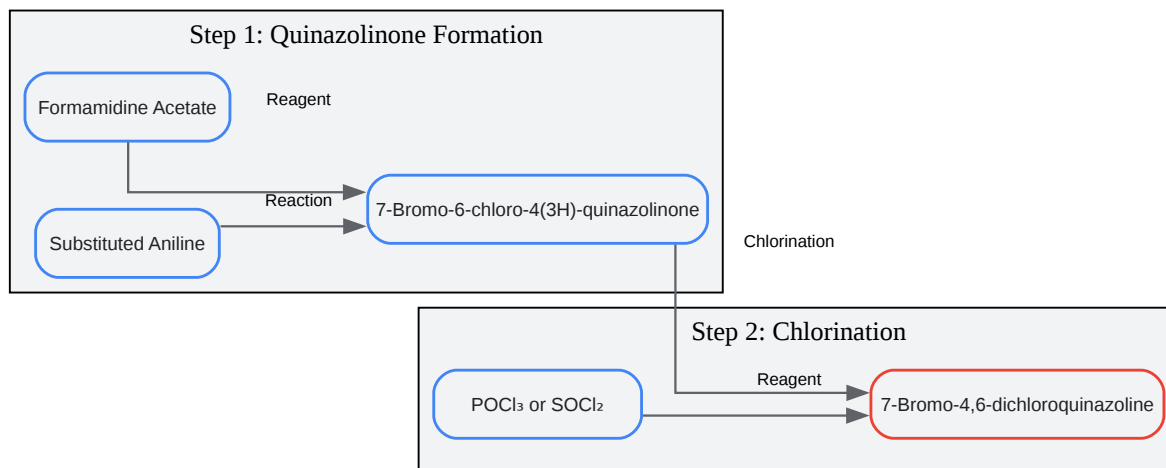 Step 1: Quinazolinone Formation
Formamidine Acetate
Reagent
Reaction
7-Bromo-6-chloro-4(3H)-quinazolinone
Substituted Aniline
Chlorination
Step 2: Chlorination
Reagent
POCl₃ or SOCl₂
7-Bromo-4,6-dichloroquinazoline